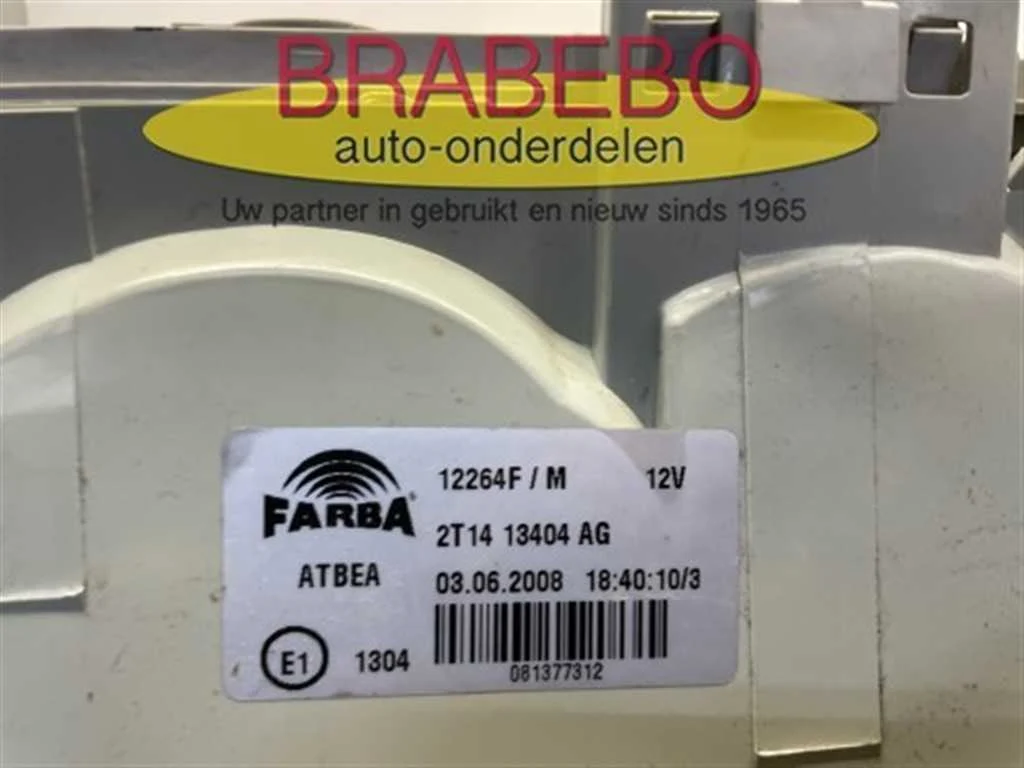 BRABEBO
auto-onderdelen
Uw partner in gebruikt en nieuw sinds 1965
FARBA
ATBEA
E1 1304
12264F / M 12V
2T14 13404 AG
03.06.2008 18:40:10/3
081377312